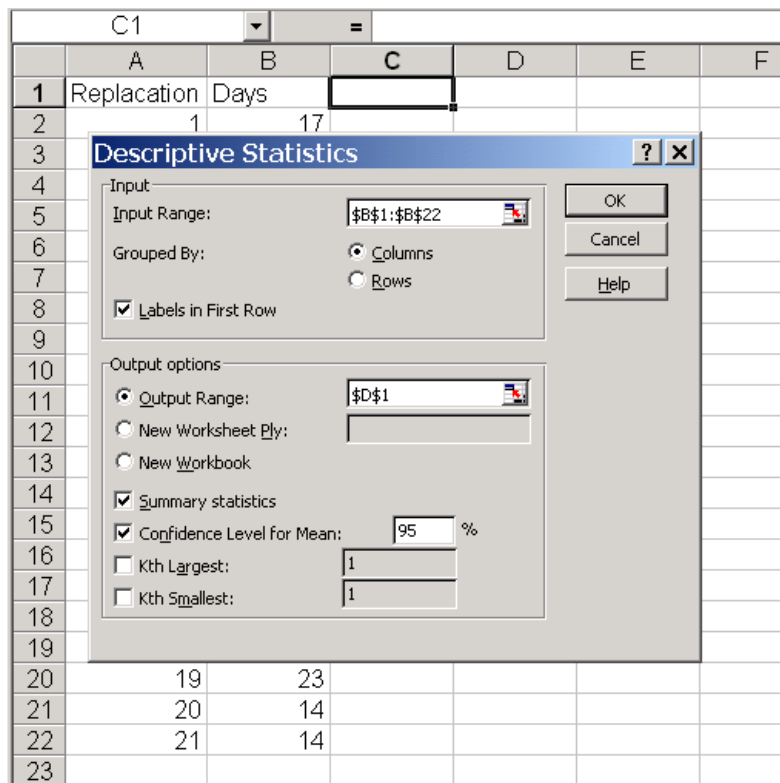 C1 =
A B C D E F
1 Replacation Days
2 1 17
3
Descriptive Statistics ? X
4
Input
5
Input Range: $B$1:$B$22 OK
6
Grouped By: Columns Cancel
7
Rows Help
8
Labels in First Row
9
10
Output options
11
Output Range: $D$1
12
New Worksheet Ply:
13
New Workbook
14
Summary statistics
15
Confidence Level for Mean: 95 %
16
Kth Largest: 1
17
Kth Smallest: 1
18
19
20 19 23
21 20 14
22 21 14
23